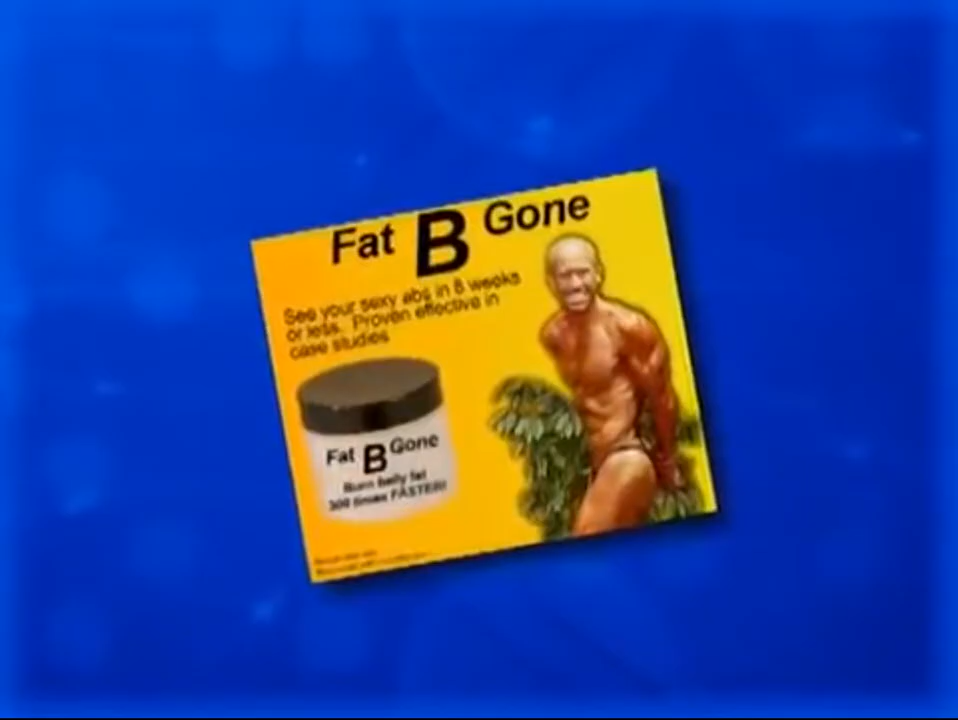 Fat B Gone
See your sexy abs in 8 weeks
or less. Proven effective in
case studies
Fat B Gone
Burn belly fat
300 times FASTER!!